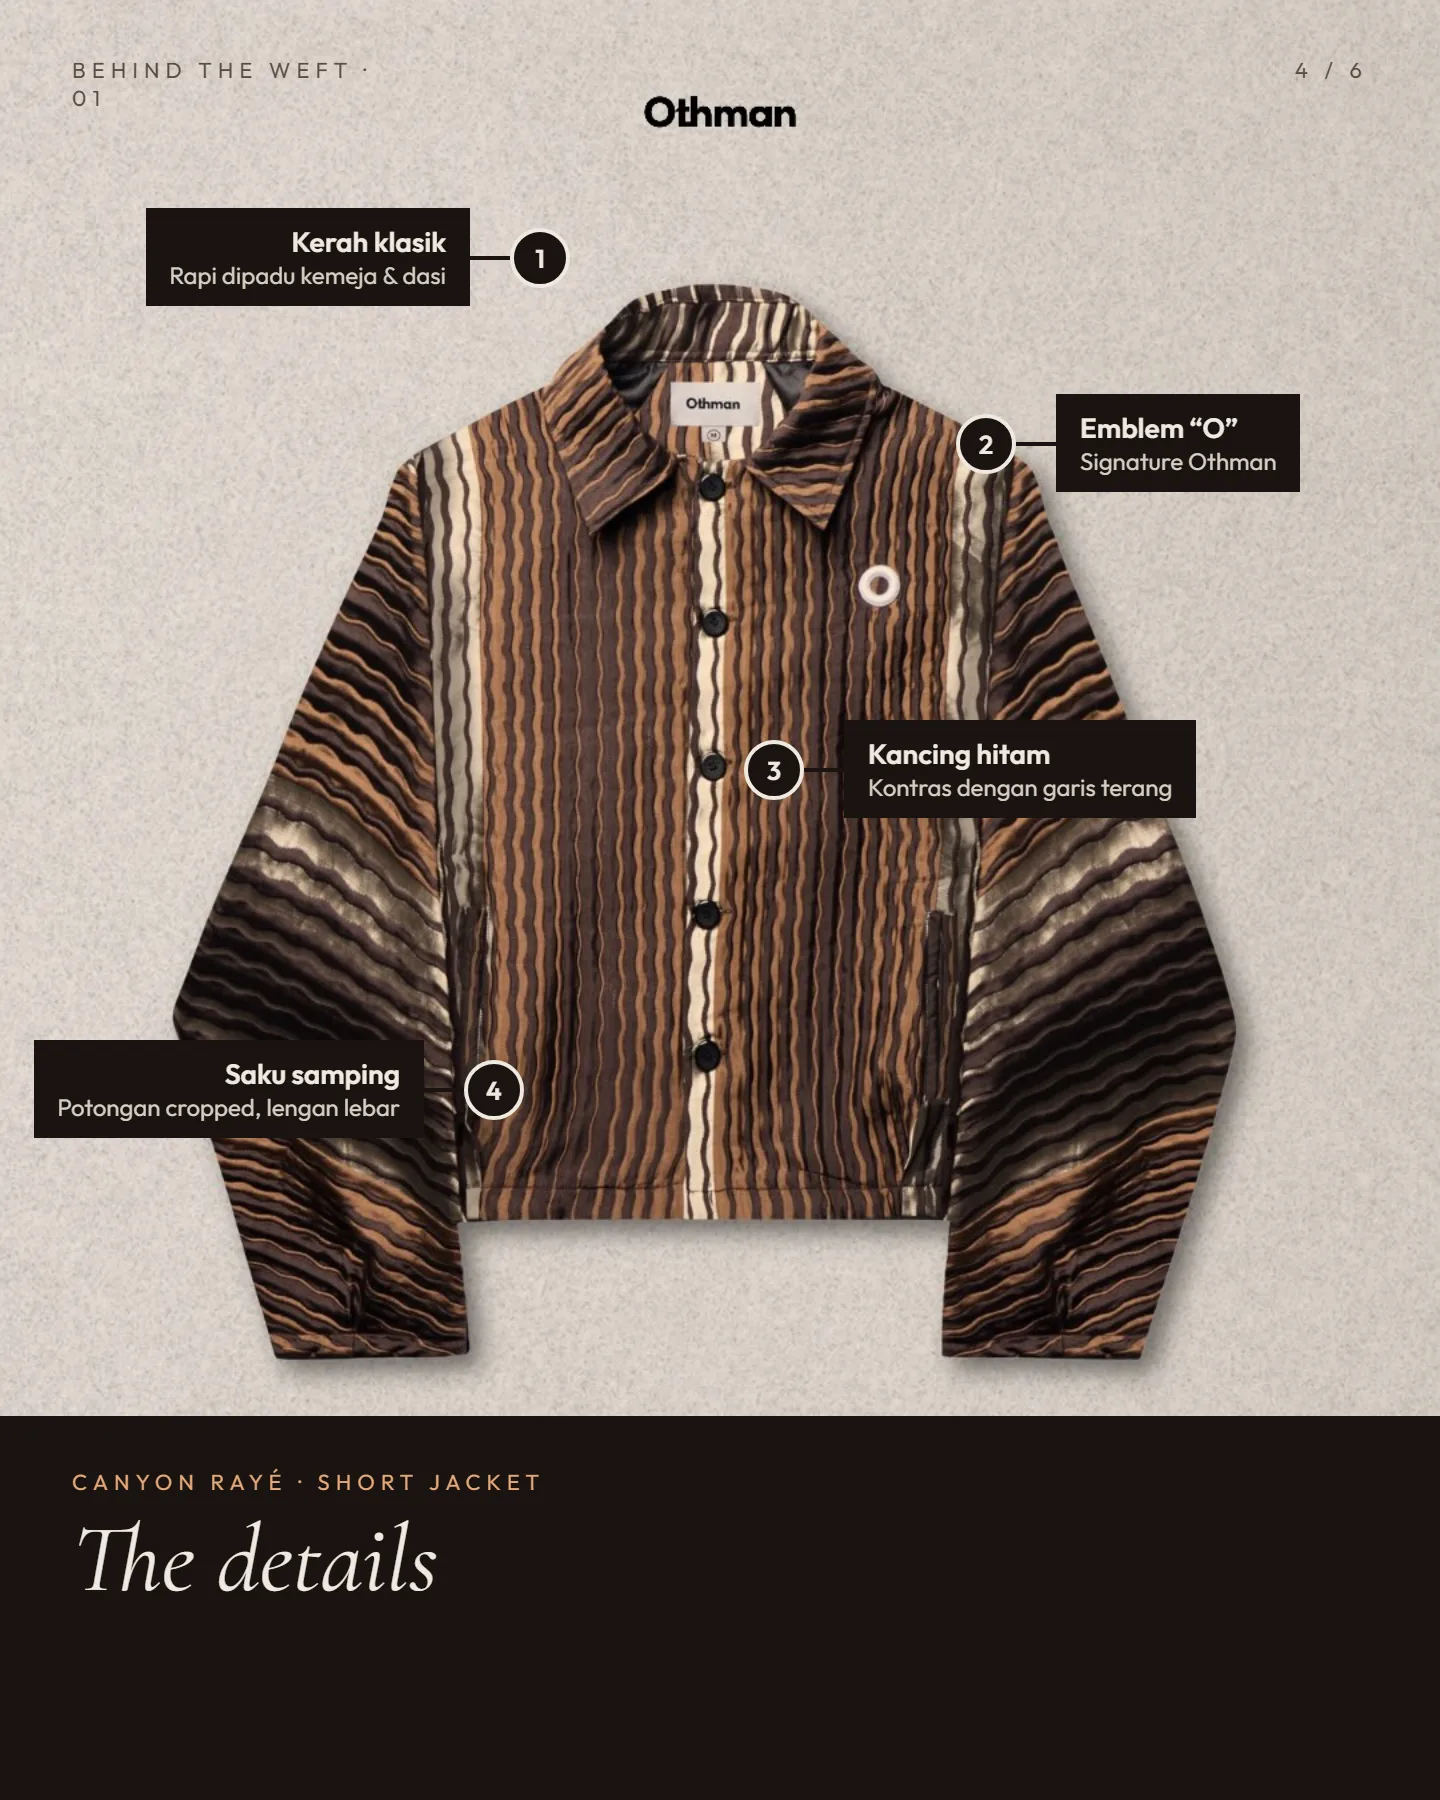 BEHIND THE WEFT ·
01
4 / 6
Othman
Kerah klasik
Rapi dipadu kemeja & dasi
1
Othman
M
2
Emblem “O”
Signature Othman
3
Kancing hitam
Kontras dengan garis terang
Saku samping
Potongan cropped, lengan lebar
4
CANYON RAYÉ · SHORT JACKET
The details